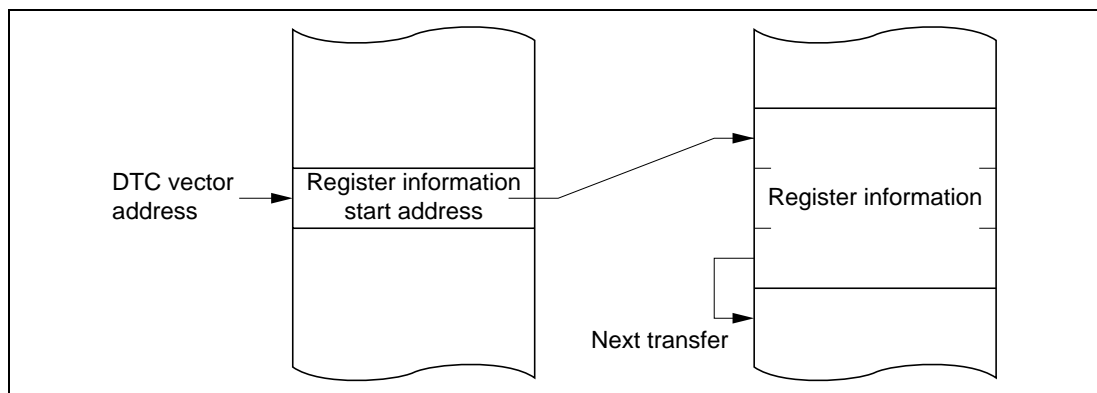 DTC vector
address
Register information
start address
Register information
Next transfer